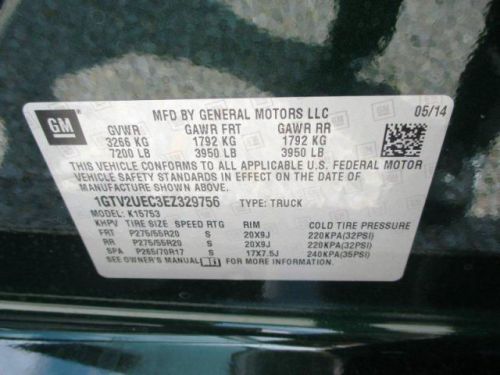 GM
MFD BY GENERAL MOTORS LLC 05/14
GVWR GAWR FRT GAWR RR
3266 KG 1792 KG 1792 KG
7200 LB 3950 LB 3950 LB
THIS VEHICLE CONFORMS TO ALL APPLICABLE U.S. FEDERAL MOTOR
VEHICLE SAFETY STANDARDS IN EFFECT ON THE DATE OF
MANUFACTURE SHOWN ABOVE.
1GTV2UEC3EZ329756 TYPE: TRUCK
MODEL: K15753
KHPV TIRE SIZE SPEED RTG RIM COLD TIRE PRESSURE
FRT P275/55R20 S 20X9J 220KPA(32PSI)
RR P275/55R20 S 20X9J 220KPA(32PSI)
SPA P265/70R17 S 17X7.5J 240KPA(35PSI)
SEE OWNER'S MANUAL